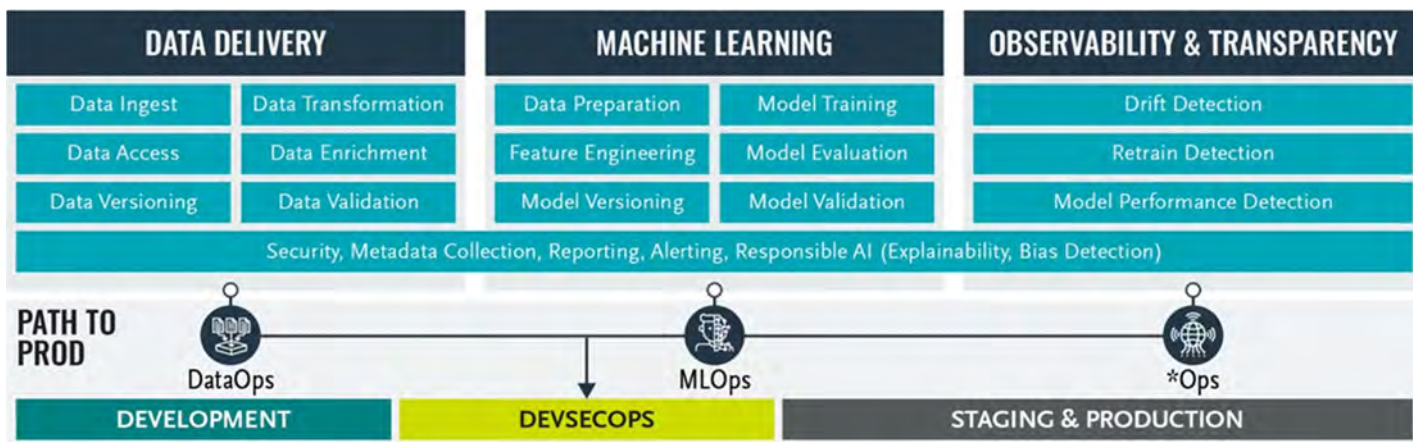 DATA DELIVERY
Data Ingest
Data Transformation
Data Access
Data Enrichment
Data Versioning
Data Validation
MACHINE LEARNING
Data Preparation
Model Training
Feature Engineering
Model Evaluation
Model Versioning
Model Validation
OBSERVABILITY & TRANSPARENCY
Drift Detection
Retrain Detection
Model Performance Detection
Security, Metadata Collection, Reporting, Alerting, Responsible AI (Explainability, Bias Detection)
PATH TO
PROD
DataOps
MLOps
*Ops
DEVELOPMENT
DEVSECOPS
STAGING & PRODUCTION